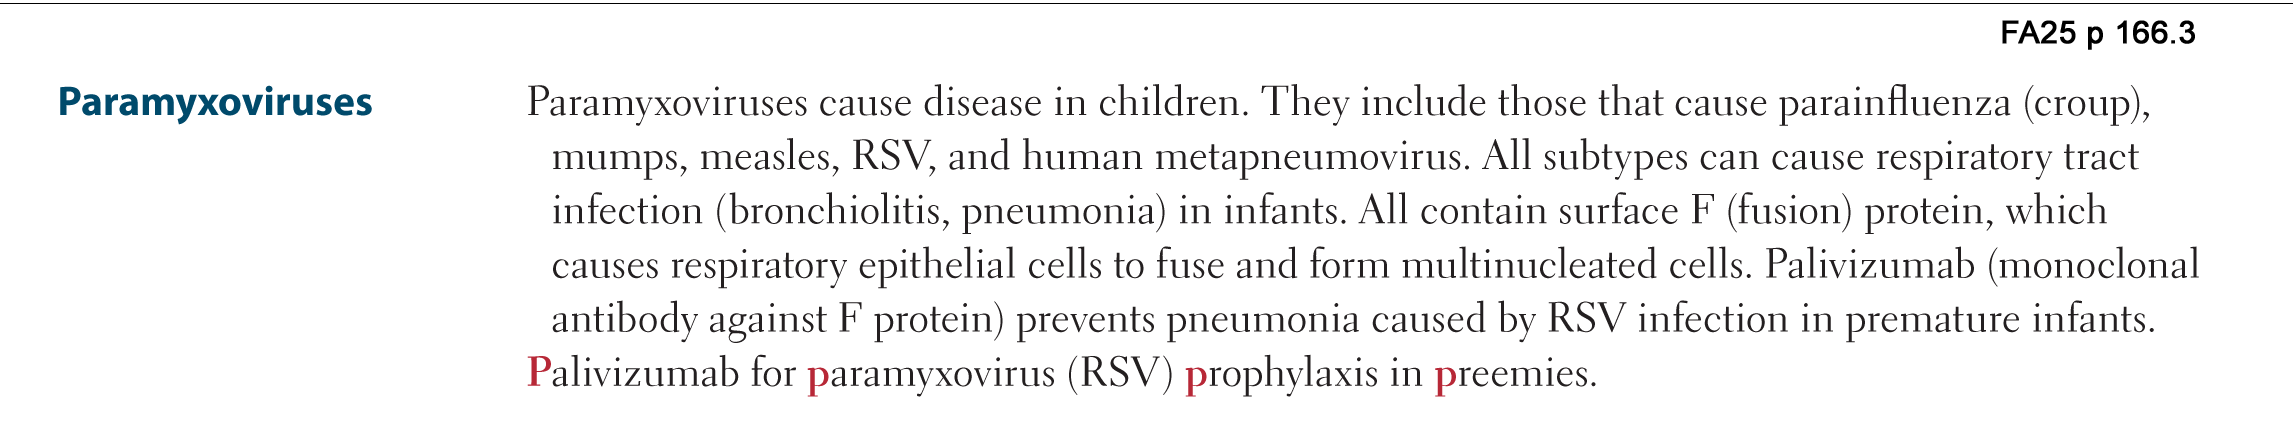 FA25 p 166.3
Paramyxoviruses
Paramyxoviruses cause disease in children. They include those that cause parainfluenza (croup),
mumps, measles, RSV, and human metapneumovirus. All subtypes can cause respiratory tract
infection (bronchiolitis, pneumonia) in infants. All contain surface F (fusion) protein, which
causes respiratory epithelial cells to fuse and form multinucleated cells. Palivizumab (monoclonal
antibody against F protein) prevents pneumonia caused by RSV infection in premature infants.
Palivizumab for paramyxovirus (RSV) prophylaxis in preemies.